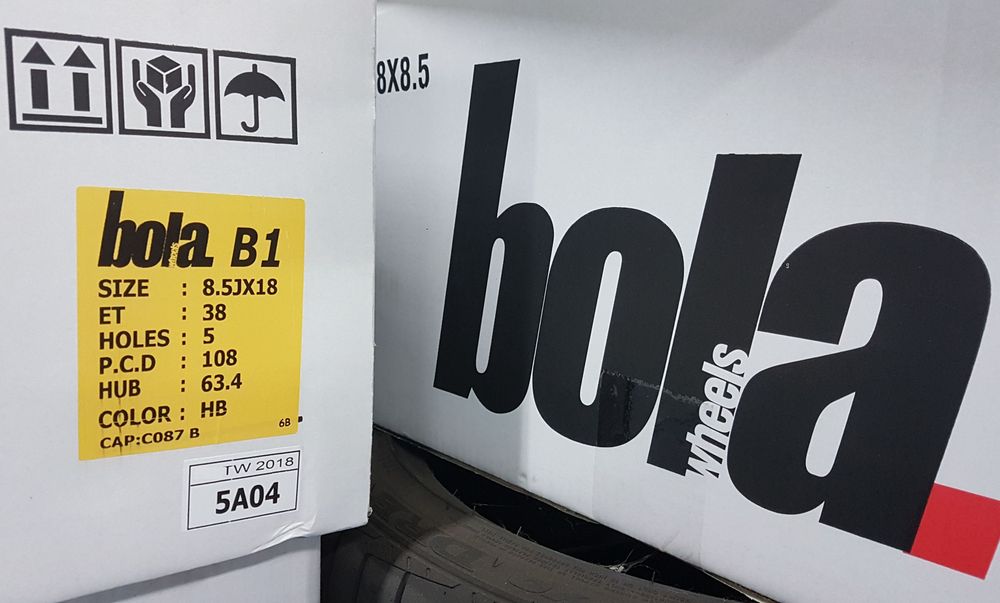 bola. wheels B1
SIZE : 8.5JX18
ET : 38
HOLES : 5
P.C.D : 108
HUB : 63.4
COLOR : HB
CAP:C087 B 6B
TW 2018
5A04
8X8.5
bola.
wheels